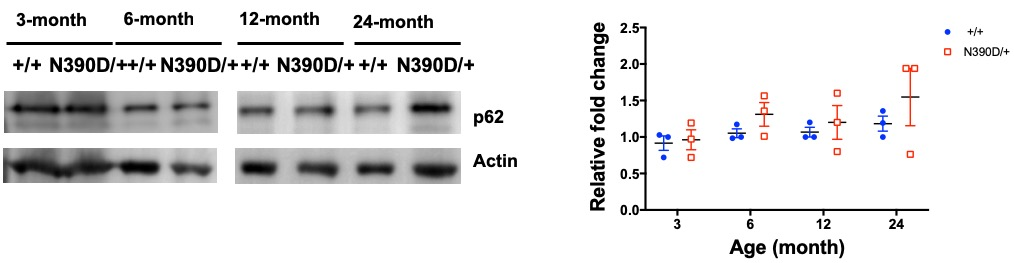 3-month 6-month 12-month 24-month
+/+ N390D/+ +/+ N390D/+ +/+ N390D/+ +/+ N390D/+
p62
Actin
Relative fold change
2.5
2.0
1.5
1.0
0.5
0.0
3 6 12 24
Age (month)
+/+
N390D/+